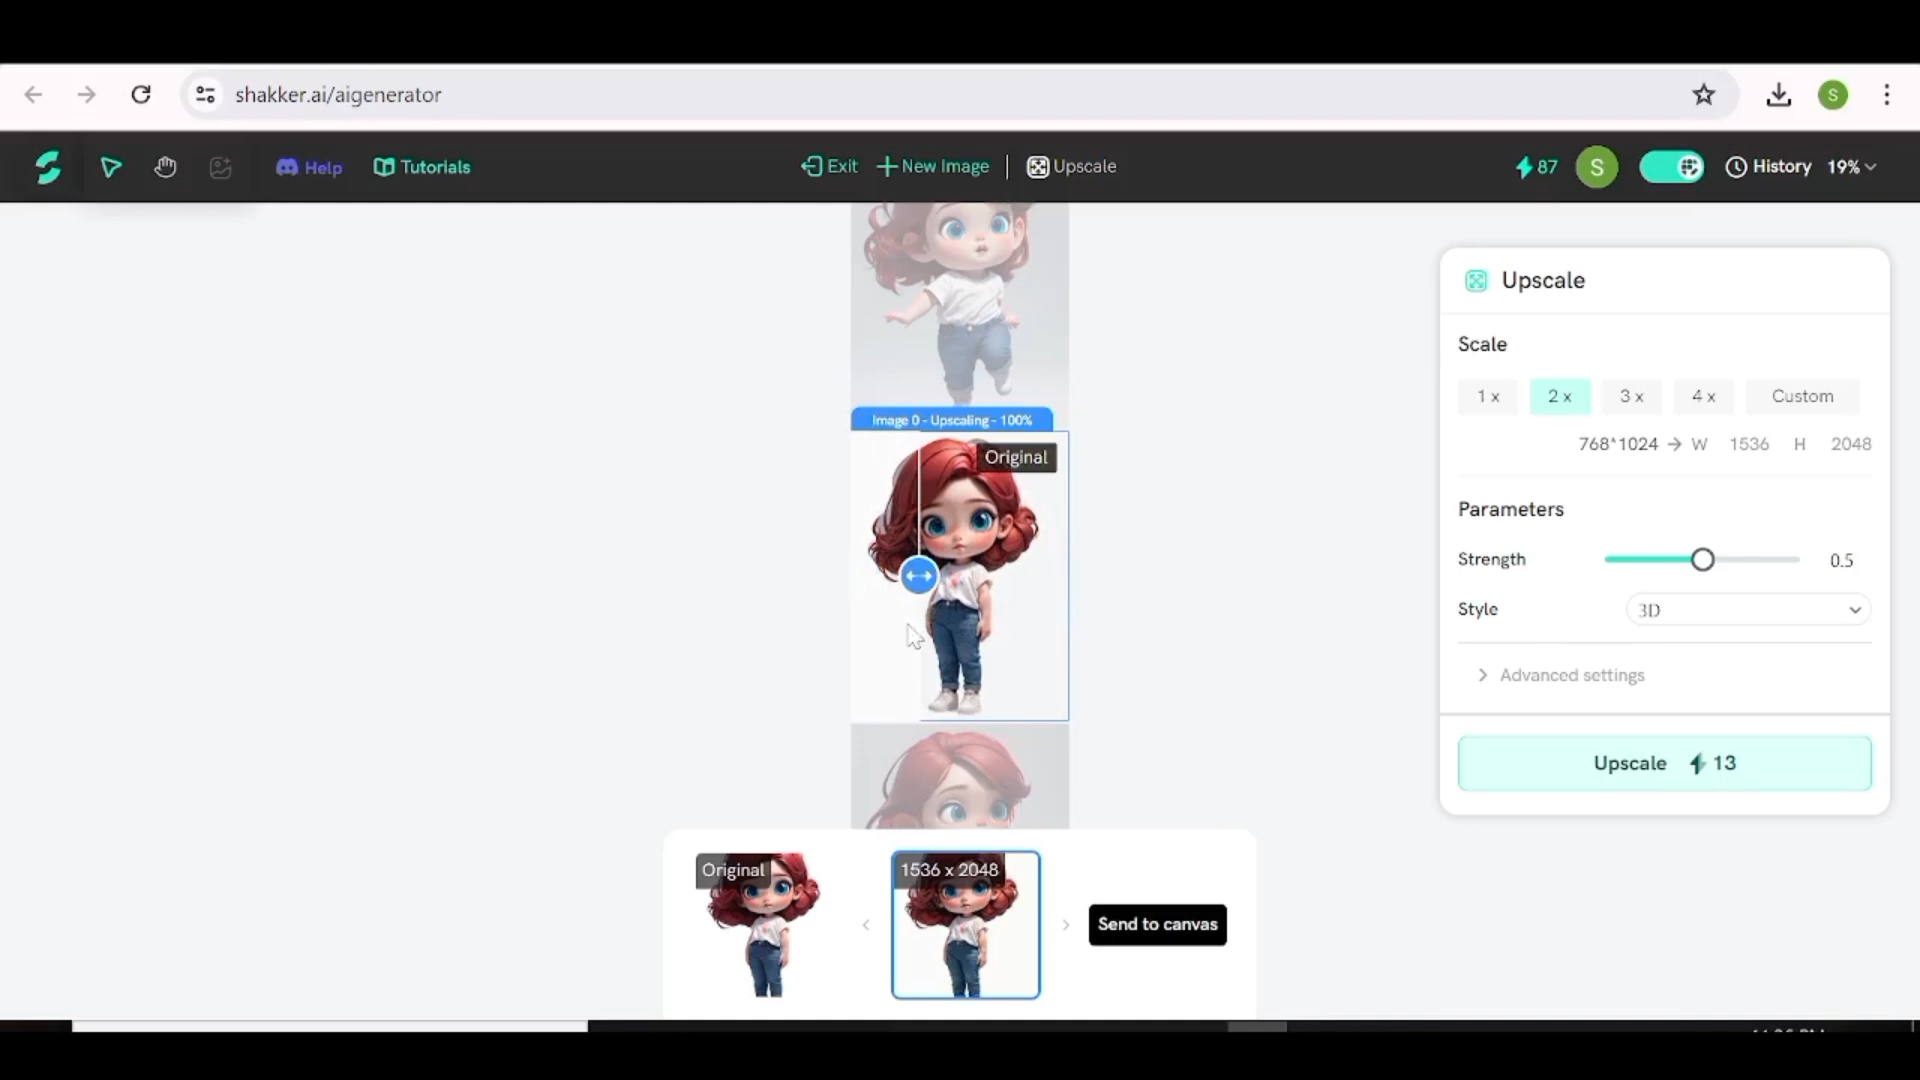 shakker.ai/aigenerator
S
Help
Tutorials
Exit
New Image
Upscale
87
S
History
19%
Upscale
Scale
1 x
2 x
3 x
4 x
Custom
768*1024 → W 1536 H 2048
Image 0 - Upscaling - 100%
Original
Parameters
Strength
0.5
Style
3D
Advanced settings
Upscale 13
Original
1536 x 2048
Send to canvas